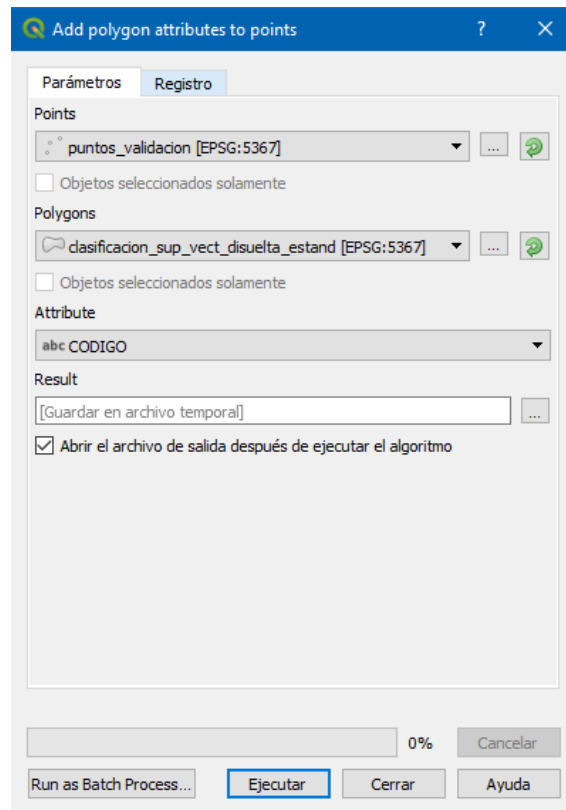 Add polygon attributes to points ? ×
Parámetros Registro
Points
puntos_validacion [EPSG:5367] ...
Objetos seleccionados solamente
Polygons
clasificacion_sup_vect_disuelta_estand [EPSG:5367] ...
Objetos seleccionados solamente
Attribute
abc CODIGO
Result
[Guardar en archivo temporal] ...
Abrir el archivo de salida después de ejecutar el algoritmo
0% Cancelar
Run as Batch Process... Ejecutar Cerrar Ayuda